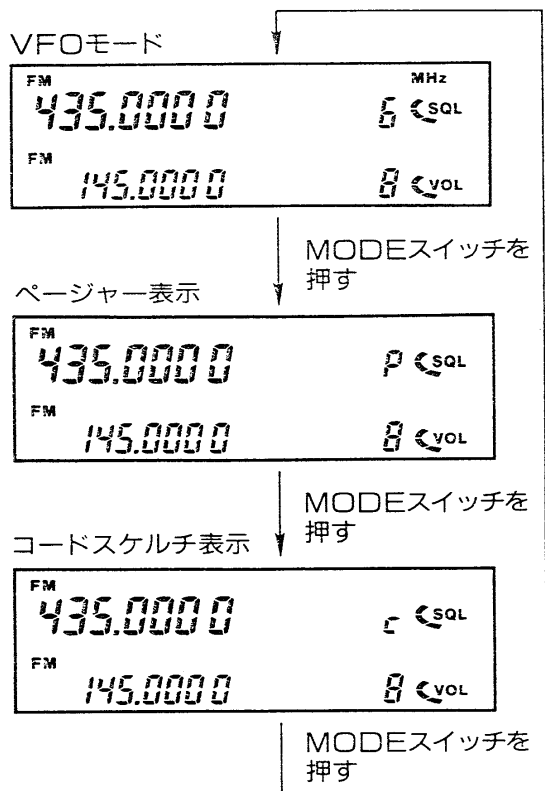 VFOモード
FM MHz
435.0000 6 SQL
FM
145.0000 8 VOL
MODEスイッチを
押す
ページャー表示
FM
435.0000 P SQL
FM
145.0000 8 VOL
MODEスイッチを
押す
コードスケルチ表示
FM
435.0000 c SQL
FM
145.0000 8 VOL
MODEスイッチを
押す